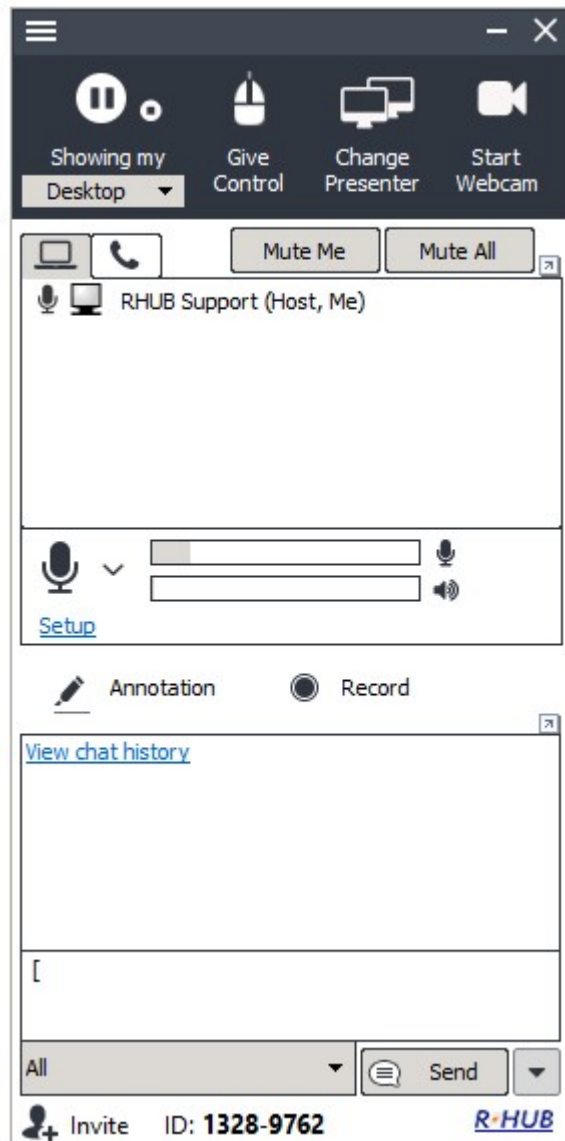 Showing my
Desktop
Give
Control
Change
Presenter
Start
Webcam
Mute Me
Mute All
RHUB Support (Host, Me)
Setup
Annotation
Record
View chat history
[
All
Send
Invite
ID: 1328-9762
R·HUB